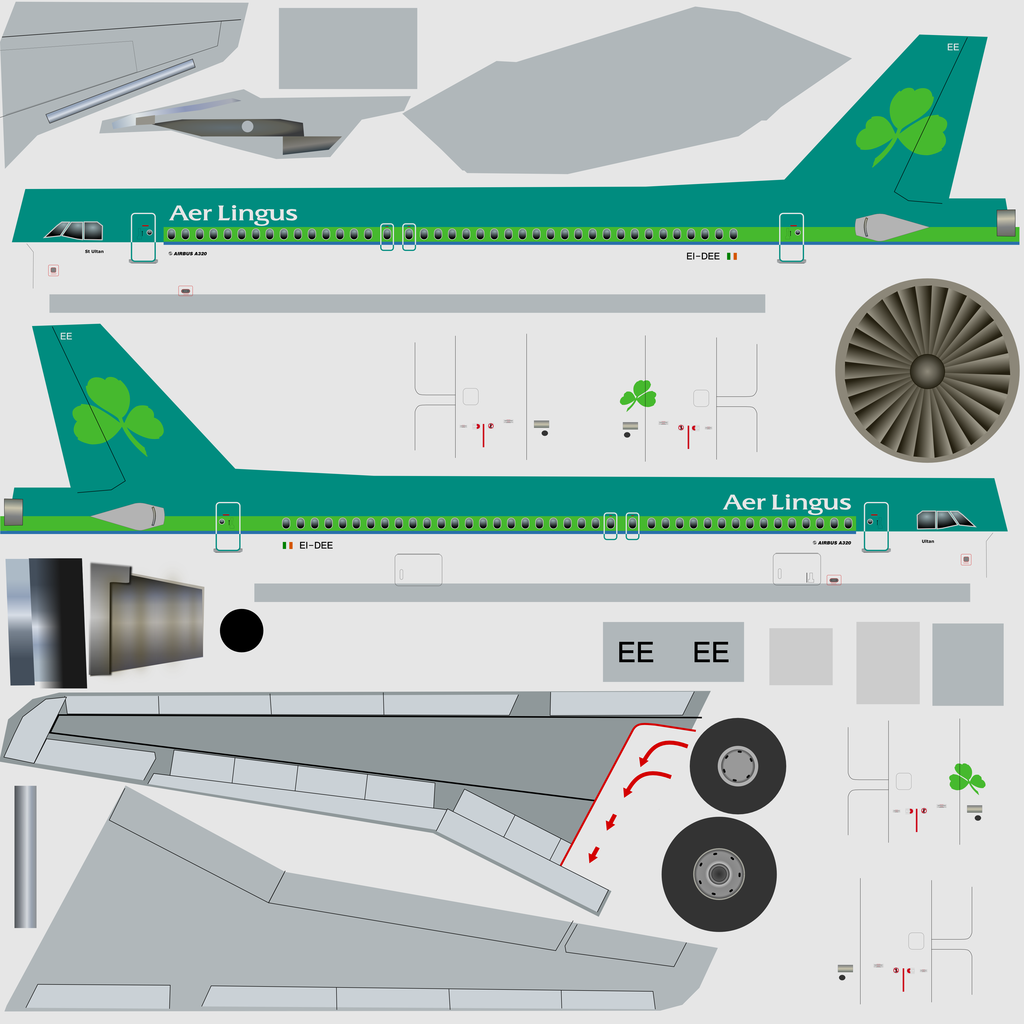 EE
Aer Lingus
St Ultan
AIRBUS A320
EI-DEE
EE
Aer Lingus
Ultan
AIRBUS A320
EI-DEE
EE EE